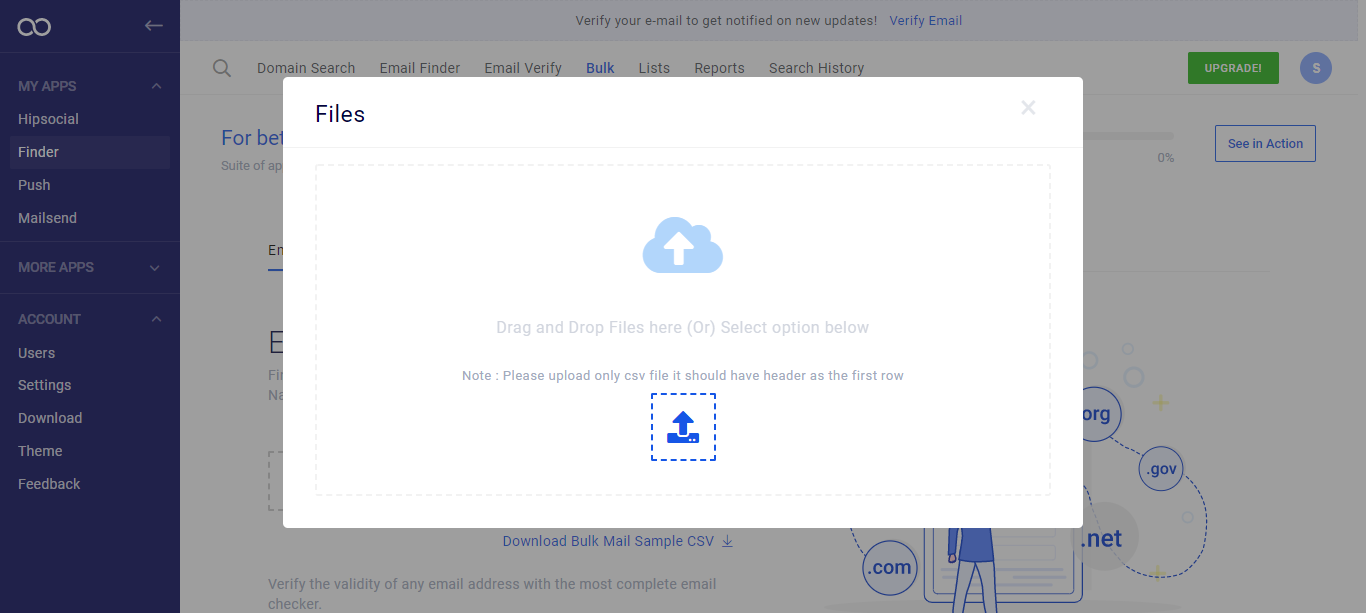 Verify your e-mail to get notified on new updates! Verify Email
Domain Search Email Finder Email Verify Bulk Lists Reports Search History UPGRADE! S
MY APPS
Hipsocial
Finder
Push
Mailsend
MORE APPS
ACCOUNT
Users
Settings
Download
Theme
Feedback
For bet
Suite of ap
0%
See in Action
Files
Drag and Drop Files here (Or) Select option below
Note : Please upload only csv file it should have header as the first row
Download Bulk Mail Sample CSV
Verify the validity of any email address with the most complete email
checker.
.org
.gov
.net
.com